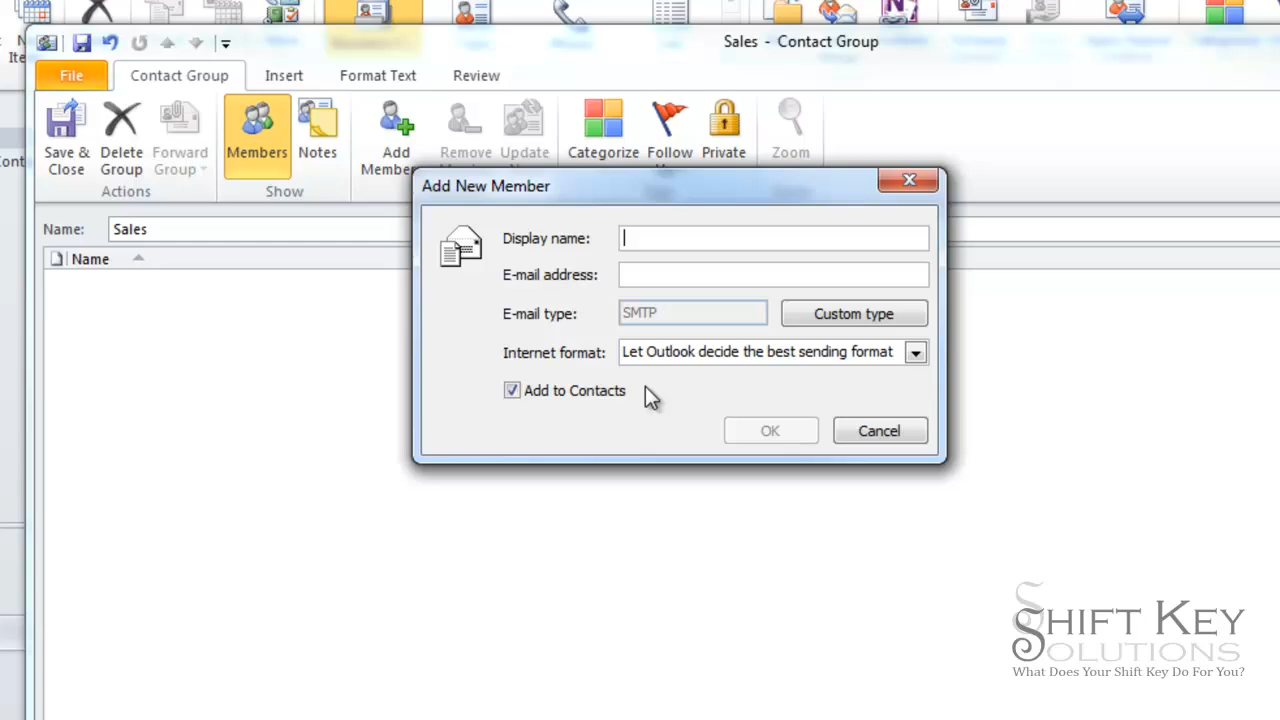 Sales - Contact Group
File
Contact Group
Insert
Format Text
Review
Save & Close
Delete Group
Forward Group
Members
Notes
Add
Remove
Update
Categorize
Follow
Private
Zoom
Actions
Show
Name:
Sales
Name
Add New Member
Display name:
E-mail address:
E-mail type:
SMTP
Custom type
Internet format:
Let Outlook decide the best sending format
Add to Contacts
OK
Cancel
SHIFT KEY
SOLUTIONS
What Does Your Shift Key Do For You?